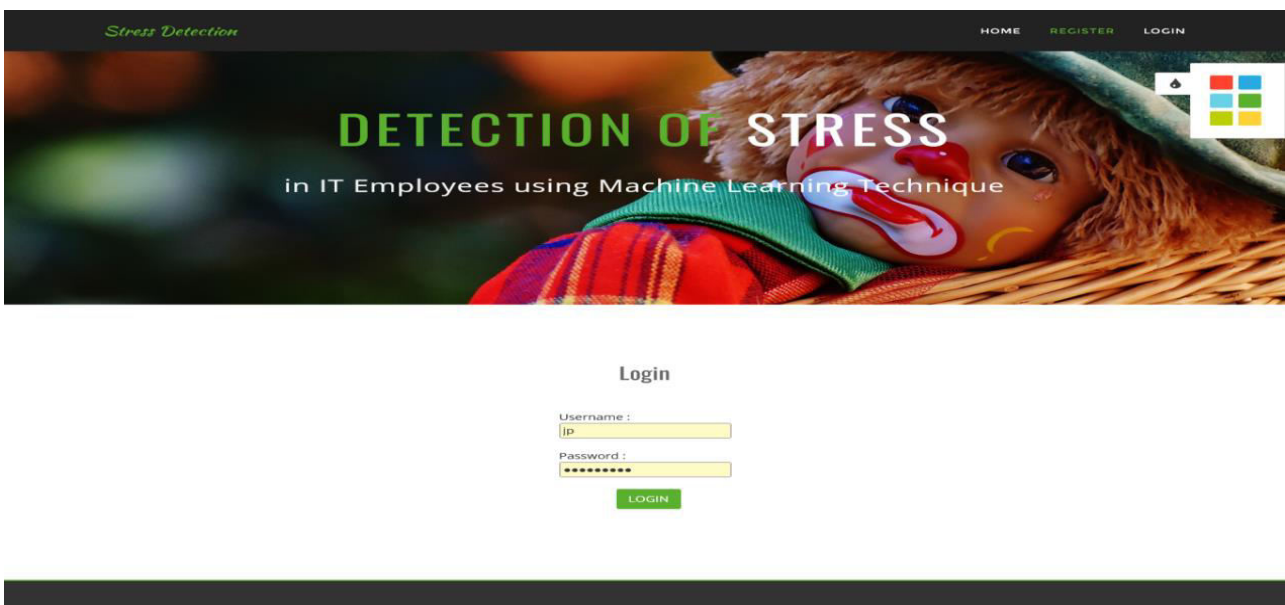 Stress Detection
HOME REGISTER LOGIN
DETECTION OF STRESS
in IT Employees using Machine Learning Technique
Login
Username :
jp
Password :
•••••••••
LOGIN